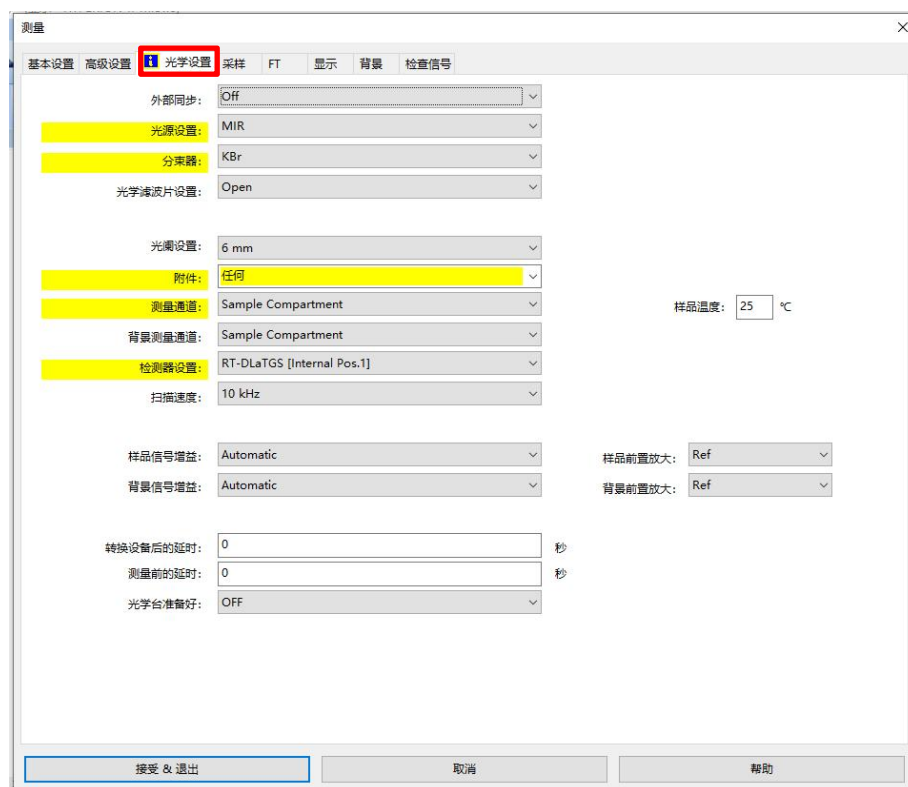 测量
基本设置 高级设置 i 光学设置 采样 FT 显示 背景 检查信号
外部同步: Off
光源设置: MIR
分束器: KBr
光学滤波片设置: Open
光阑设置: 6 mm
附件: 任何
测量通道: Sample Compartment 样品温度: 25 ℃
背景测量通道: Sample Compartment
检测器设置: RT-DLaTGS [Internal Pos.1]
扫描速度: 10 kHz
样品信号增益: Automatic 样品前置放大: Ref
背景信号增益: Automatic 背景前置放大: Ref
转换设备后的延时: 0 秒
测量前的延时: 0 秒
光学台准备好: OFF
接受 & 退出 取消 帮助